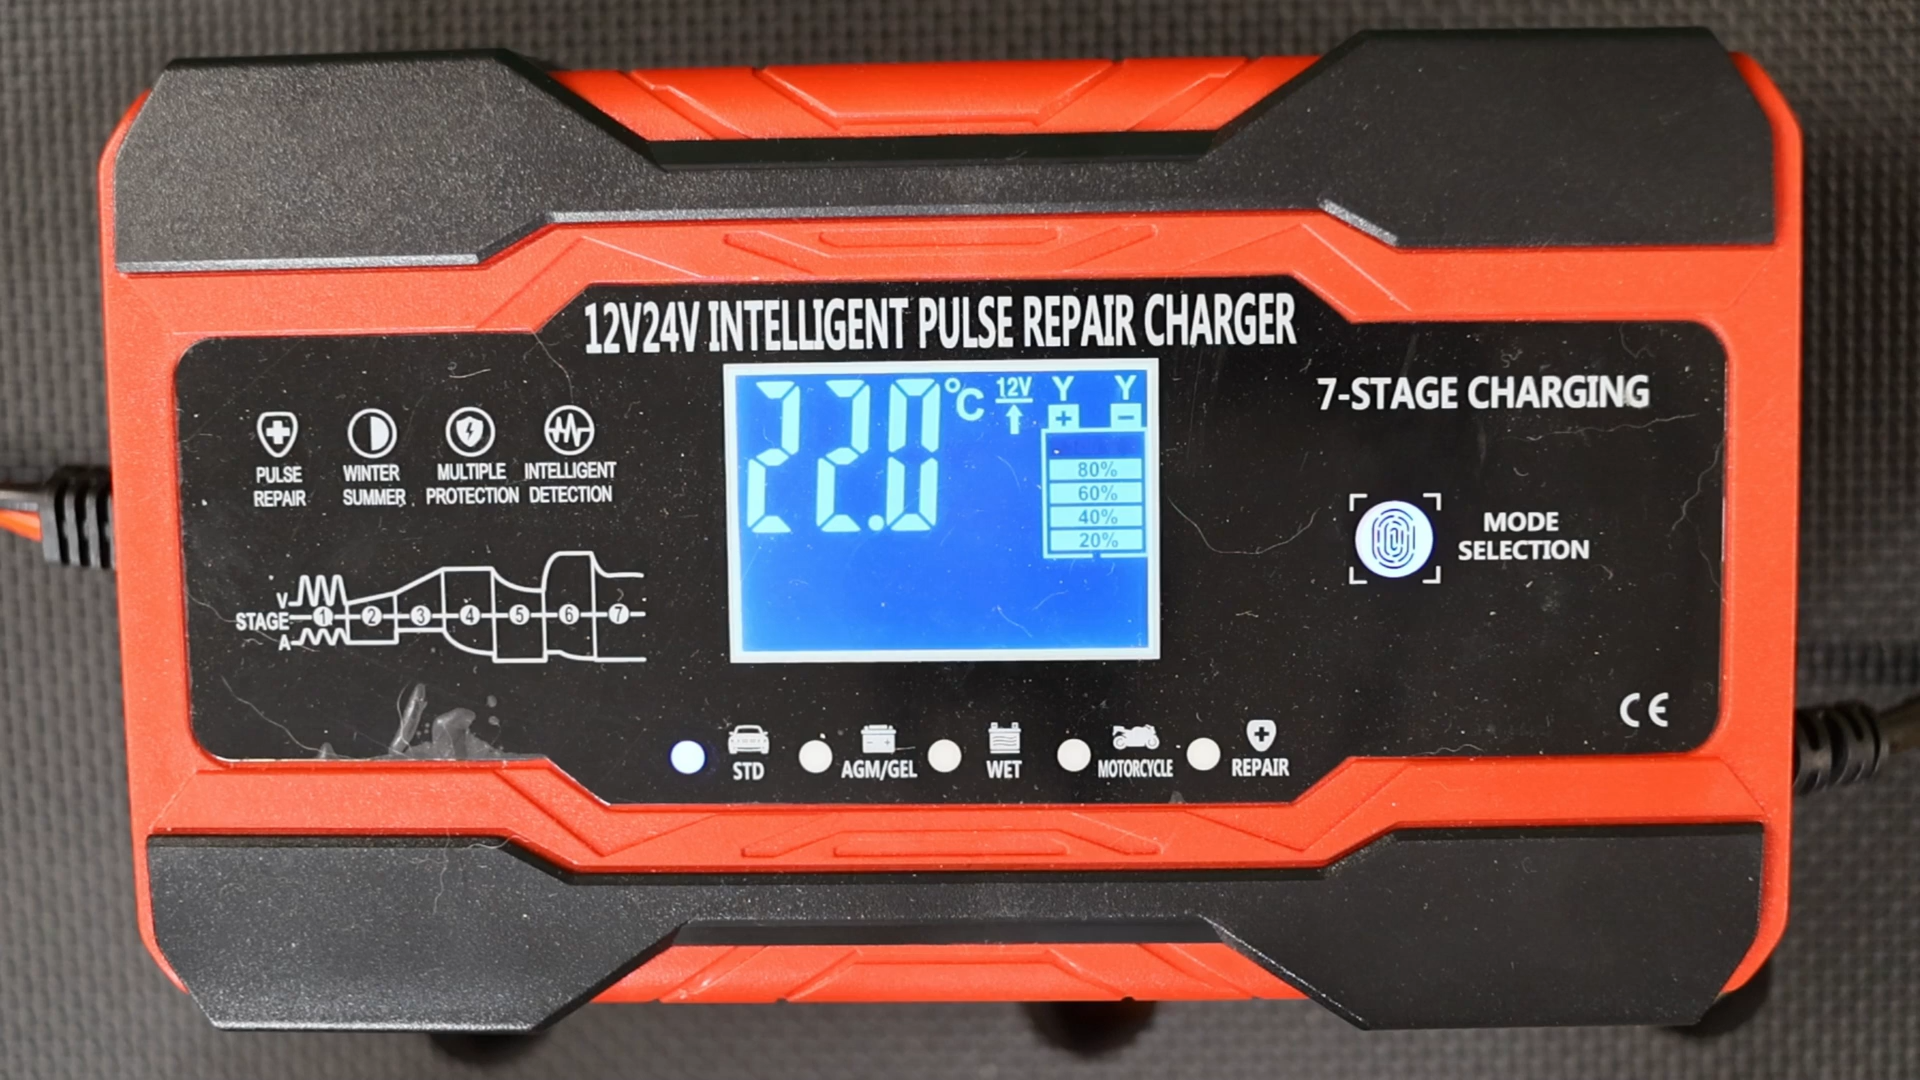 12V24V INTELLIGENT PULSE REPAIR CHARGER
22.0°C
12V
Y Y
+ −
80%
60%
40%
20%
7-STAGE CHARGING
PULSE
REPAIR
WINTER
SUMMER
MULTIPLE
PROTECTION
INTELLIGENT
DETECTION
V
STAGE 1 2 3 4 5 6 7
A
MODE
SELECTION
CE
STD
AGM/GEL
WET
MOTORCYCLE
REPAIR